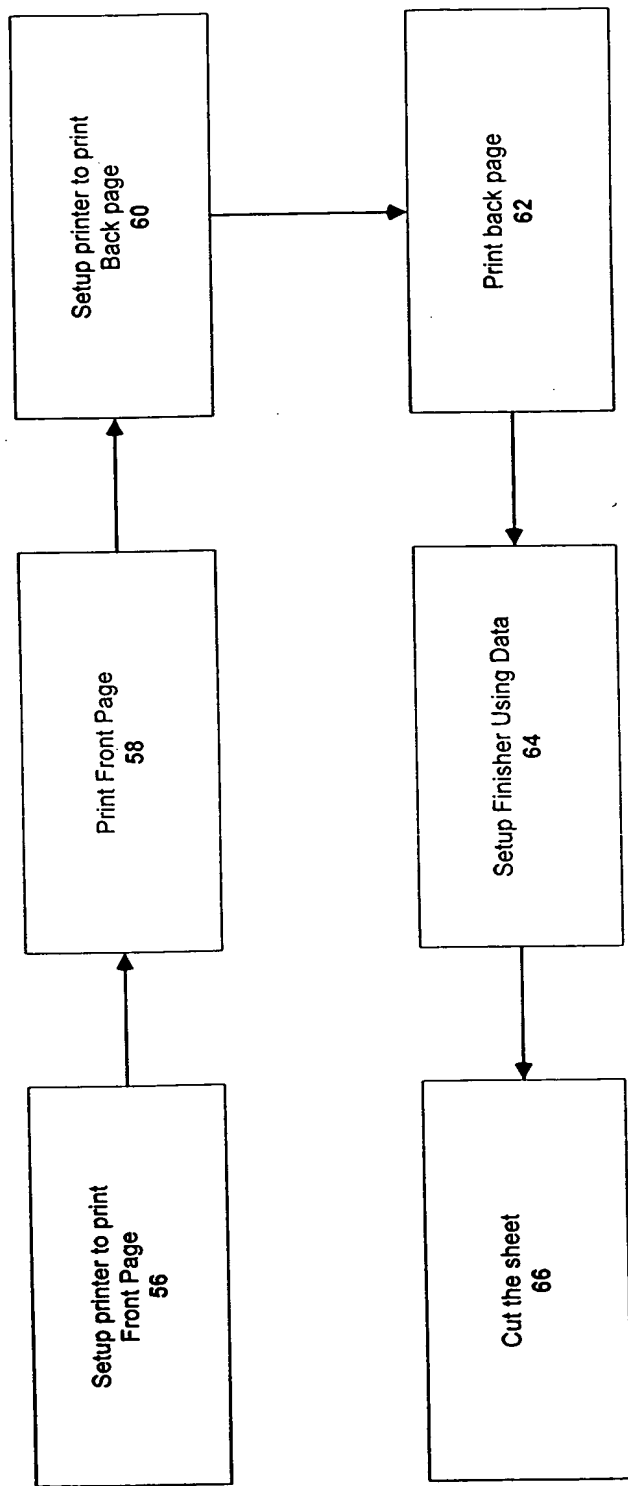 Setup printer to print
Front Page
56
Print Front Page
58
Setup printer to print
Back page
60
Print back page
62
Setup Finisher Using Data
64
Cut the sheet
66